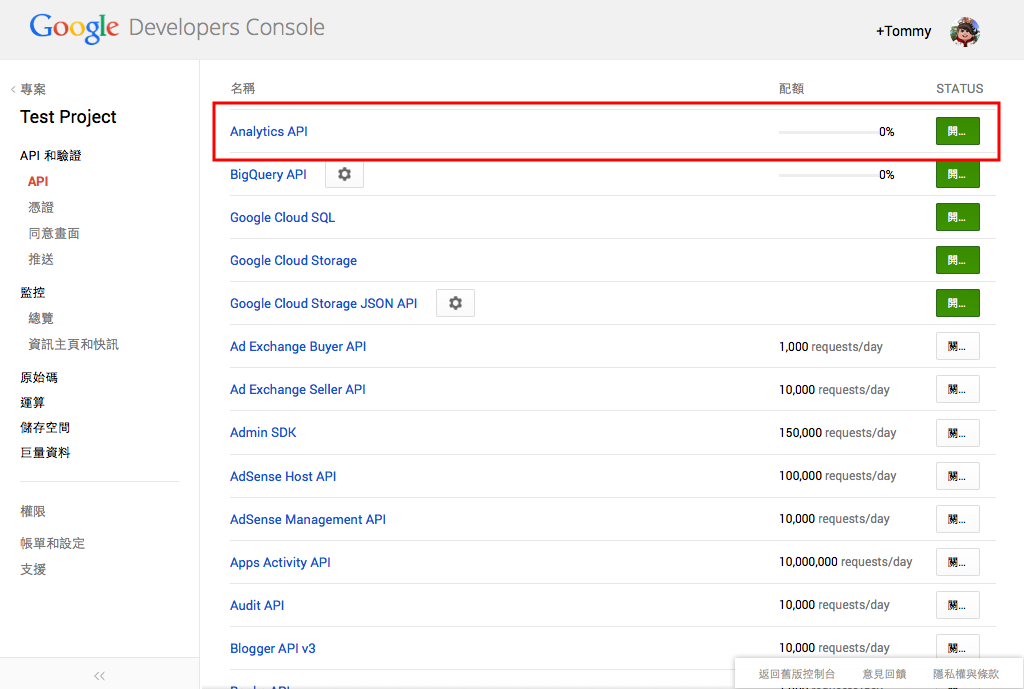 Google Developers Console
+Tommy
專案
Test Project
API 和驗證
API
憑證
同意畫面
推送
監控
總覽
資訊主頁和快訊
原始碼
運算
儲存空間
巨量資料
權限
帳單和設定
支援
名稱 配額 STATUS
Analytics API 0% 開...
BigQuery API 0% 開...
Google Cloud SQL 開...
Google Cloud Storage 開...
Google Cloud Storage JSON API 開...
Ad Exchange Buyer API 1,000 requests/day 關...
Ad Exchange Seller API 10,000 requests/day 關...
Admin SDK 150,000 requests/day 關...
AdSense Host API 100,000 requests/day 關...
AdSense Management API 10,000 requests/day 關...
Apps Activity API 10,000,000 requests/day 關...
Audit API 10,000 requests/day 關...
Blogger API v3 10,000 requests/day 關...
返回舊版控制台 意見回饋 隱私權與條款